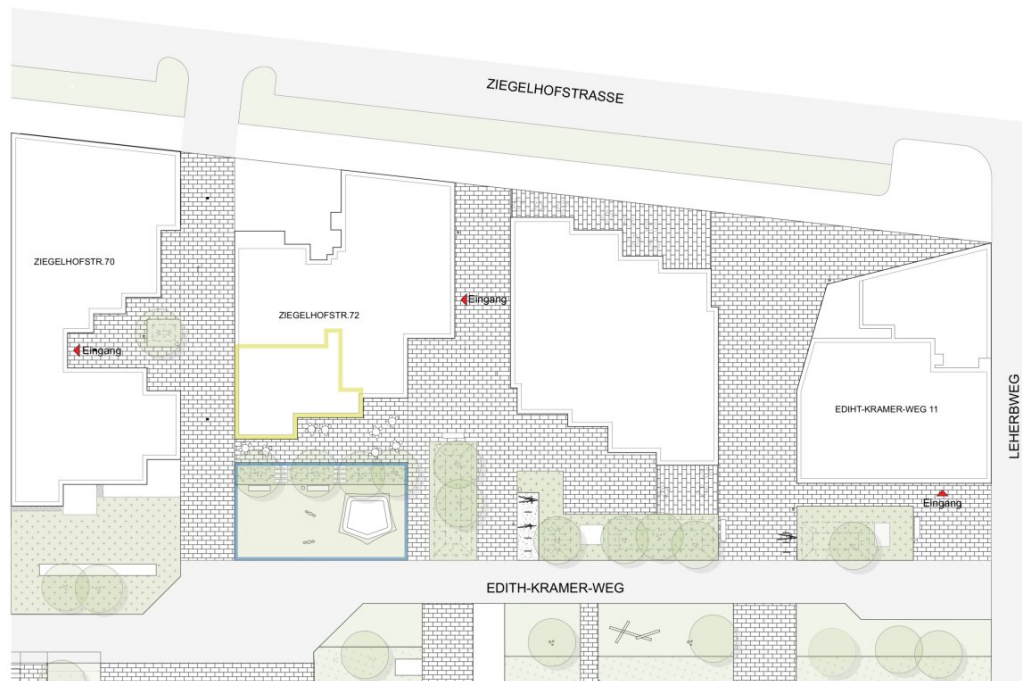 ZIEGELHOFSTRASSE
ZIEGELHOFSTR.70
ZIEGELHOFSTR.72
Eingang
Eingang
EDIHT-KRAMER-WEG 11
LEHERBWEG
Eingang
EDITH-KRAMER-WEG